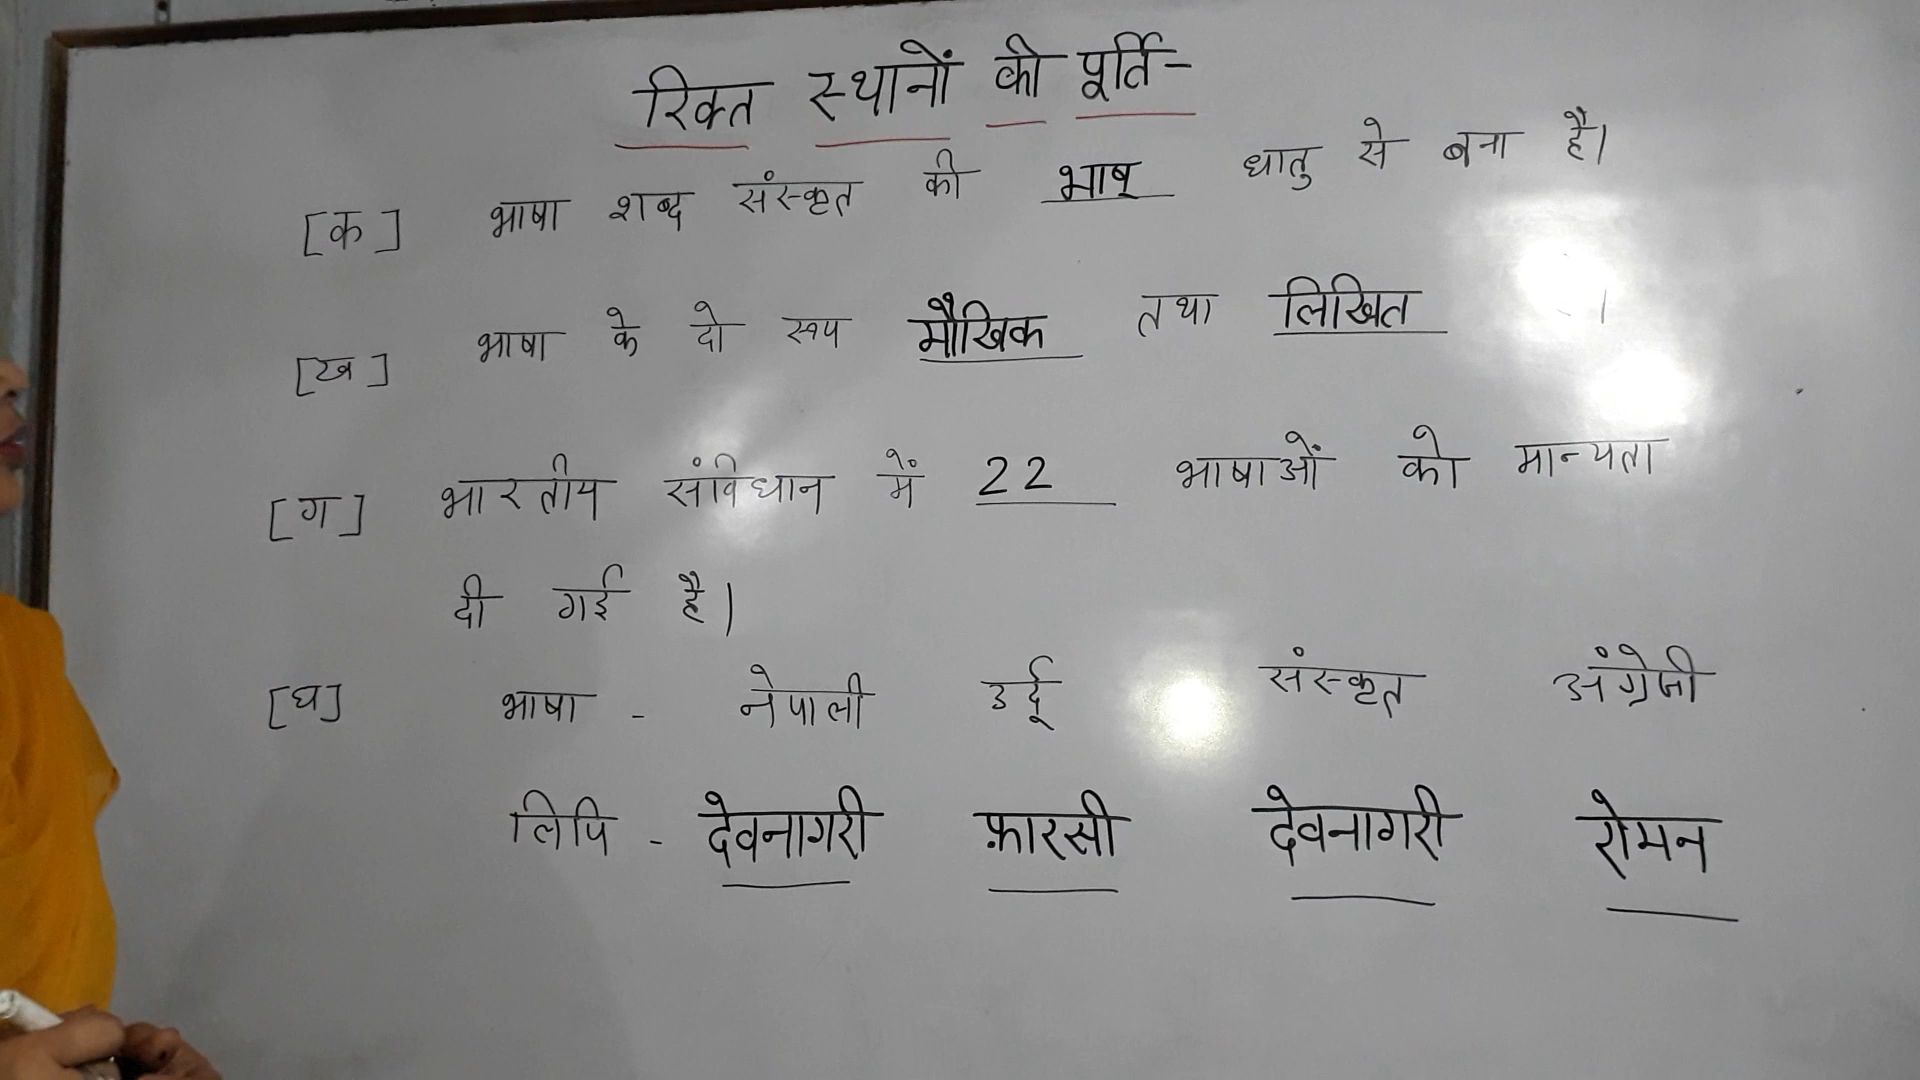 रिक्त स्थानों की पूर्ति-
[क] भाषा शब्द संस्कृत की भाष् धातु से बना है।
[ख] भाषा के दो रूप मौखिक तथा लिखित ।
[ग] भारतीय संविधान में 22 भाषाओं को मान्यता
दी गई है।
[घ] भाषा - नेपाली उर्दू संस्कृत अंग्रेजी
लिपि - देवनागरी फ़ारसी देवनागरी रोमन